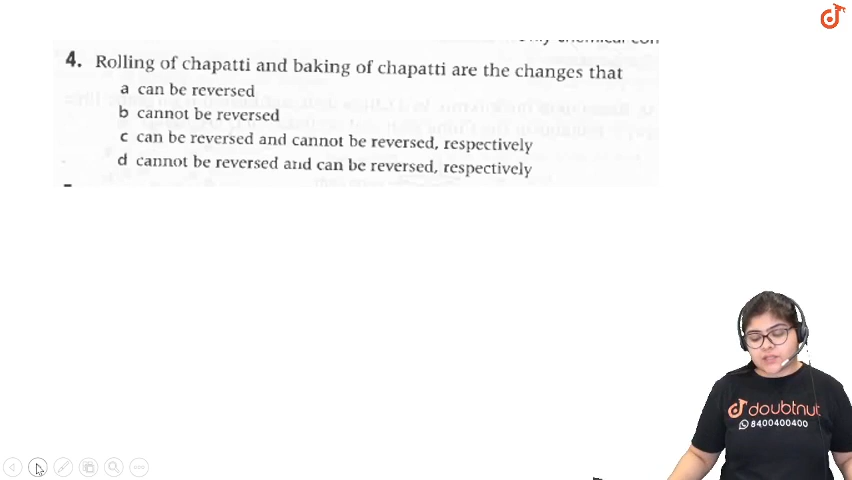 4. Rolling of chapatti and baking of chapatti are the changes that
a can be reversed
b cannot be reversed
c can be reversed and cannot be reversed, respectively
d cannot be reversed and can be reversed, respectively
doubtnut
8400400400